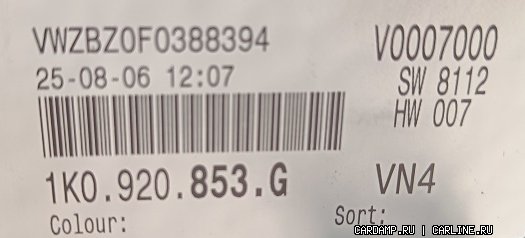 VWZBZ0F0388394
V0007000
25-08-06 12:07
SW 8112
HW 007
1K0.920.853.G
VN4
Colour:
Sort:
CARDAMP.RU | CARLINE.RU